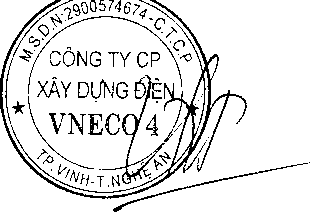 M.S.D.N:2900574674-C.T.C.P
CÔNG TY CP
XÂY DỰNG ĐIỆN
VNECO 4
TP.VINH-T.NGHỆ AN